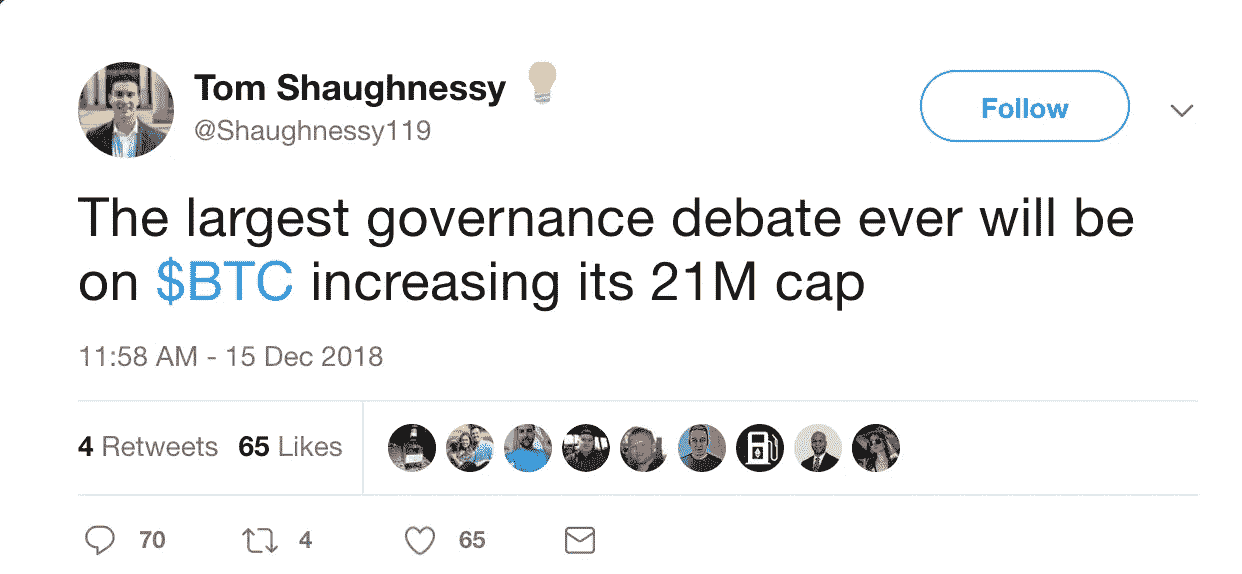 Tom Shaughnessy
@Shaughnessy119
Follow
The largest governance debate ever will be
on $BTC increasing its 21M cap
11:58 AM - 15 Dec 2018
4 Retweets 65 Likes
70 4 65